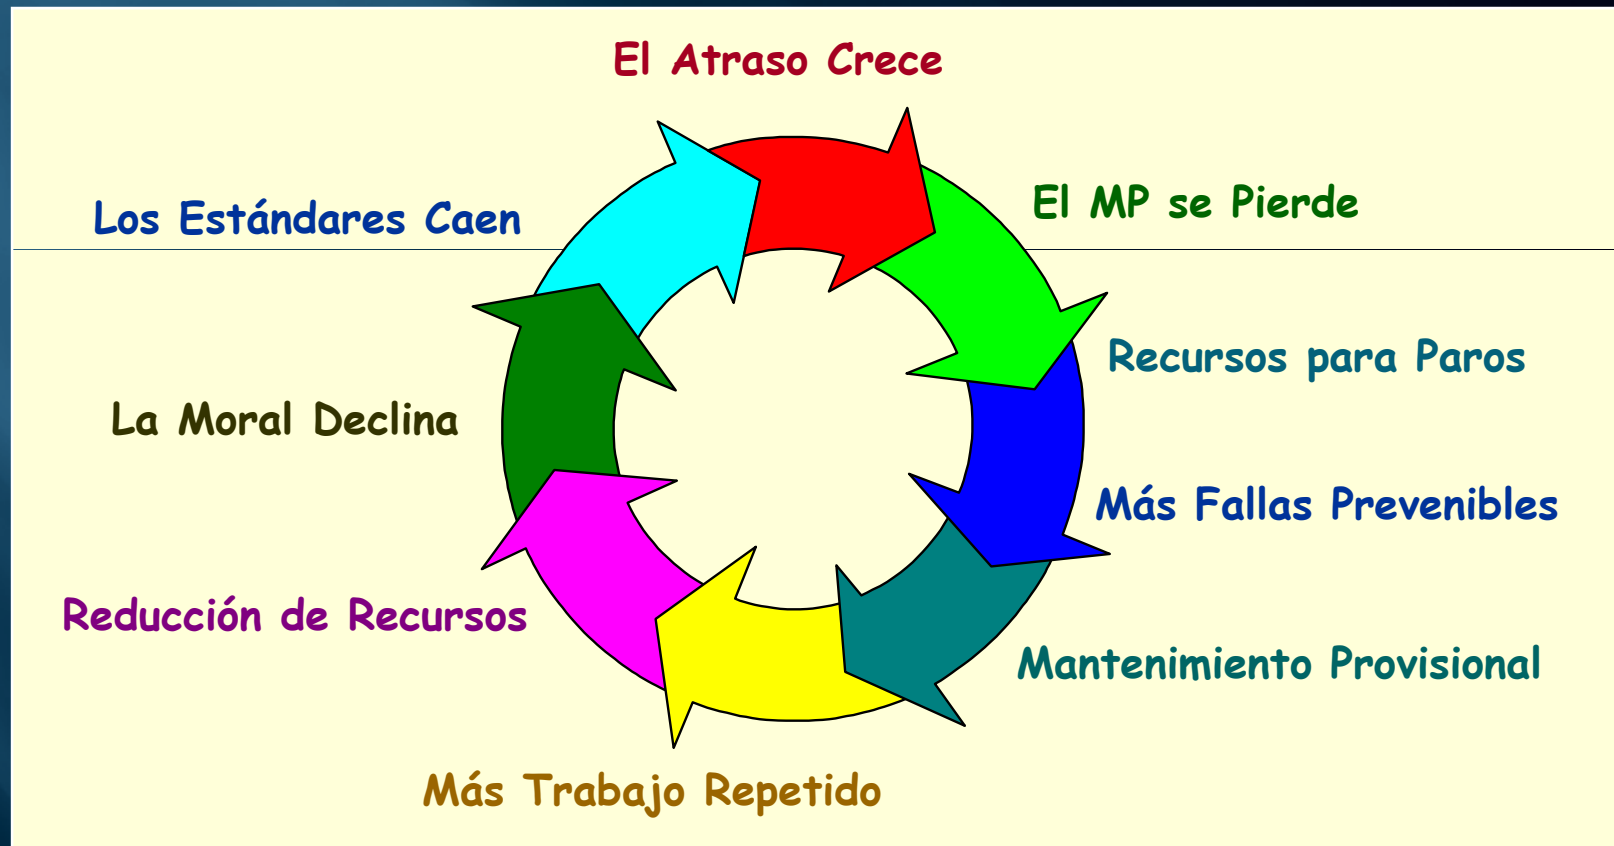 El Atraso Crece
El MP se Pierde
Los Estándares Caen
Recursos para Paros
La Moral Declina
Más Fallas Prevenibles
Reducción de Recursos
Mantenimiento Provisional
Más Trabajo Repetido